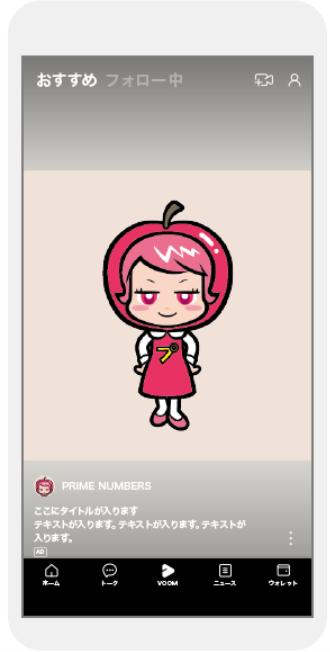 おすすめ フォロー中
プ
PRIME NUMBERS
ここにタイトルが入ります
テキストが入ります。テキストが入ります。テキストが
入ります。
AD
ホーム トーク VOOM ニュース ウォレット